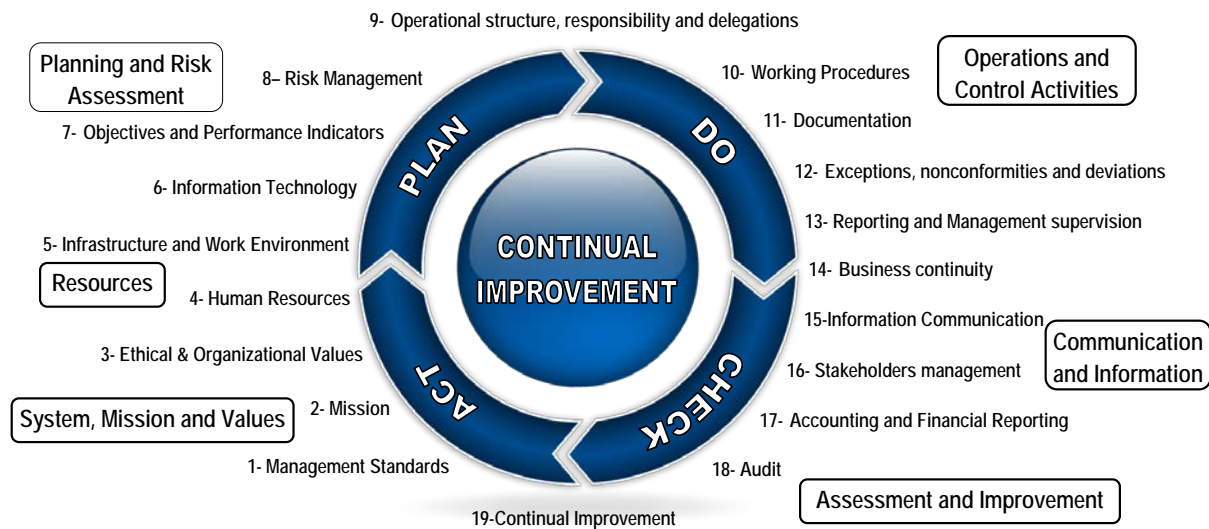 9- Operational structure, responsibility and delegations
Planning and Risk
Assessment
8– Risk Management
7- Objectives and Performance Indicators
6- Information Technology
5- Infrastructure and Work Environment
Resources
4- Human Resources
3- Ethical & Organizational Values
2- Mission
System, Mission and Values
1- Management Standards
PLAN
DO
CHECK
ACT
CONTINUAL
IMPROVEMENT
Operations and
Control Activities
10- Working Procedures
11- Documentation
12- Exceptions, nonconformities and deviations
13- Reporting and Management supervision
14- Business continuity
15-Information Communication
Communication
and Information
16- Stakeholders management
17- Accounting and Financial Reporting
18- Audit
Assessment and Improvement
19-Continual Improvement